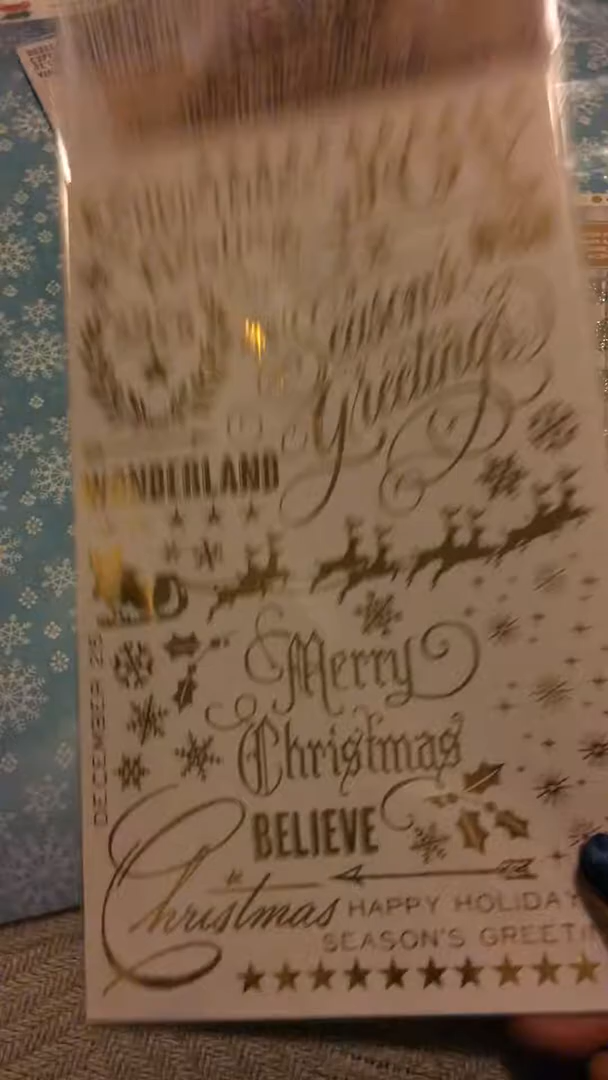 Season's
Greetings
WONDERLAND
DECEMBER 25
Merry
Christmas
BELIEVE
Christmas
HAPPY HOLIDAY
SEASON'S GREETI